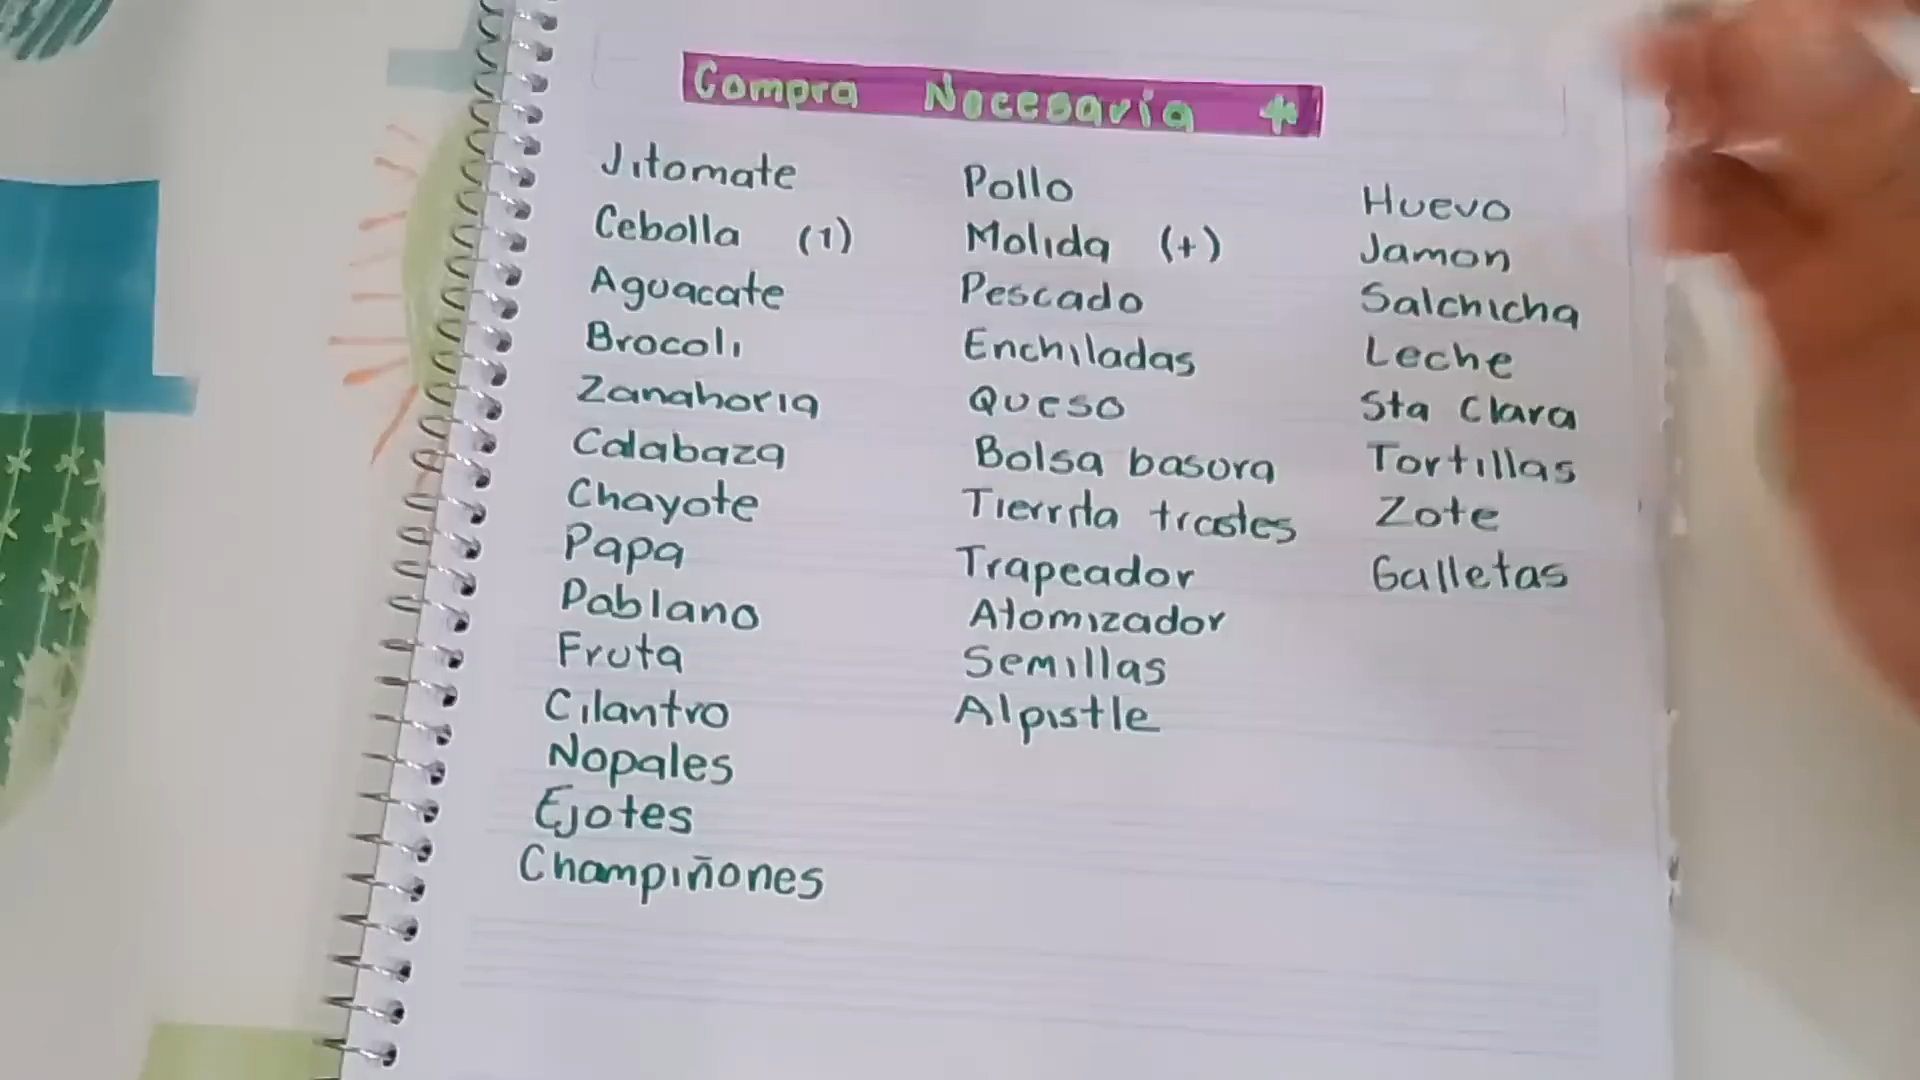 Compra Necesaria *
Jitomate
Cebolla (1)
Aguacate
Brocoli
Zanahoria
Calabaza
Chayote
Papa
Pablano
Fruta
Cilantro
Nopales
Ejotes
Champiñones
Pollo
Molida (+)
Pescado
Enchiladas
Queso
Bolsa basura
Tierrita trastes
Trapeador
Atomizador
Semillas
Alpistle
Huevo
Jamon
Salchicha
Leche
Sta Clara
Tortillas
Zote
Galletas